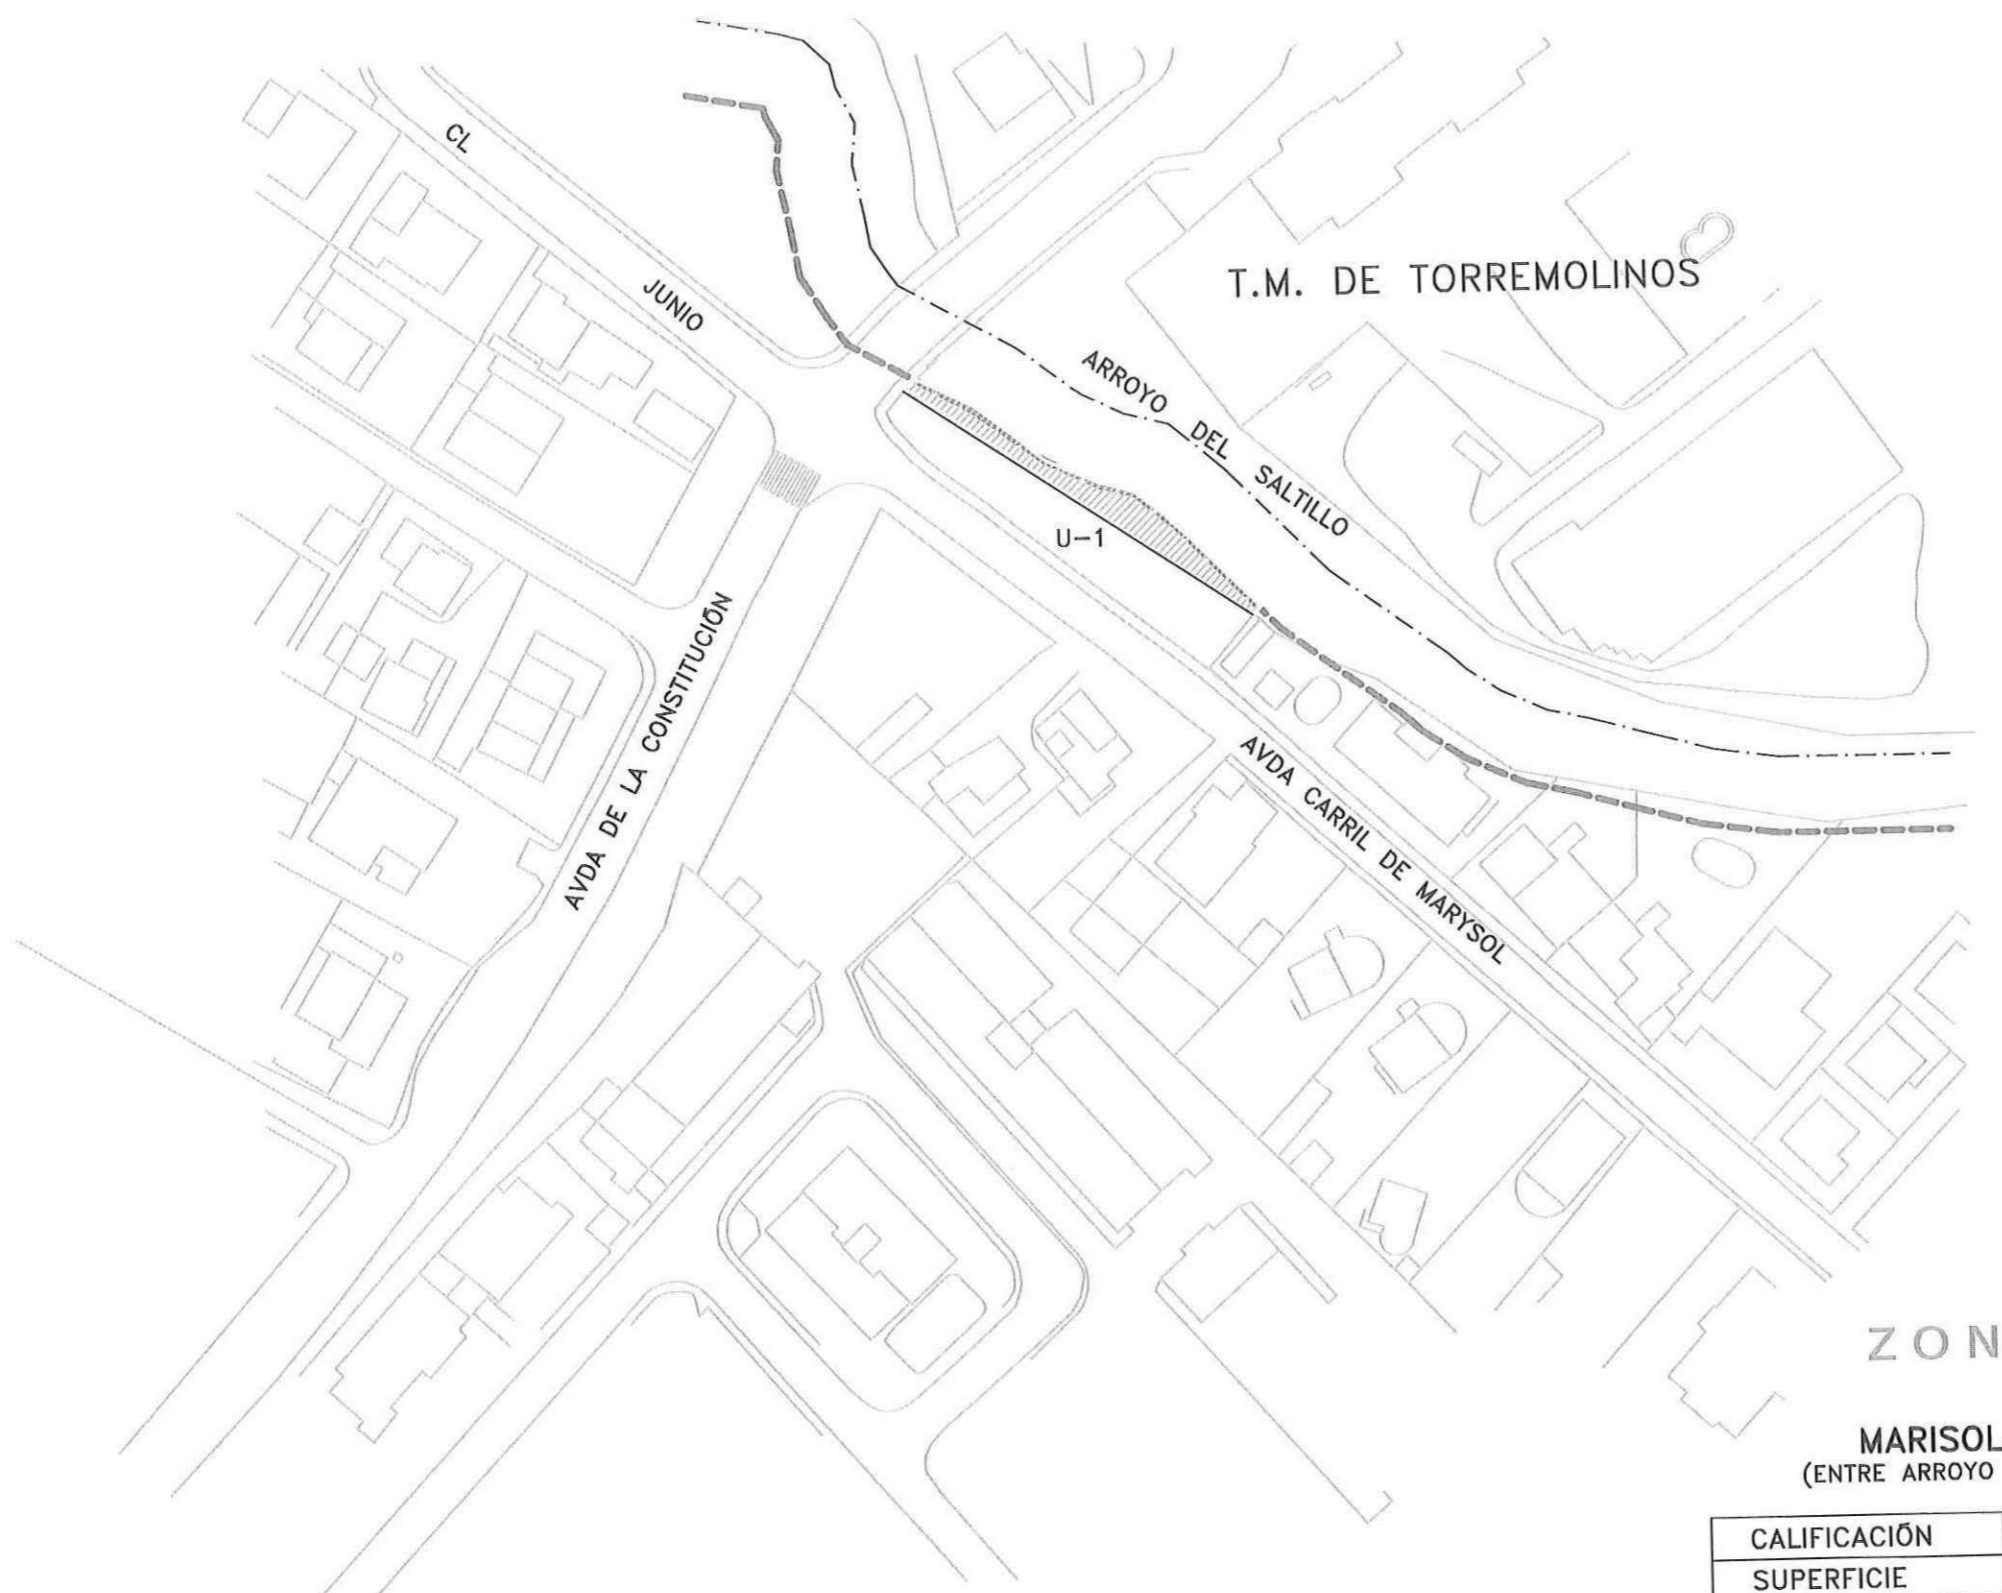 CL
JUNIO
T.M. DE TORREMOLINOS
ARROYO DEL SALTILLO
U-1
AVDA DE LA CONSTITUCIÓN
AVDA CARRIL DE MARYSOL
ZON
MARISOL
(ENTRE ARROYO
CALIFICACIÓN
SUPERFICIE